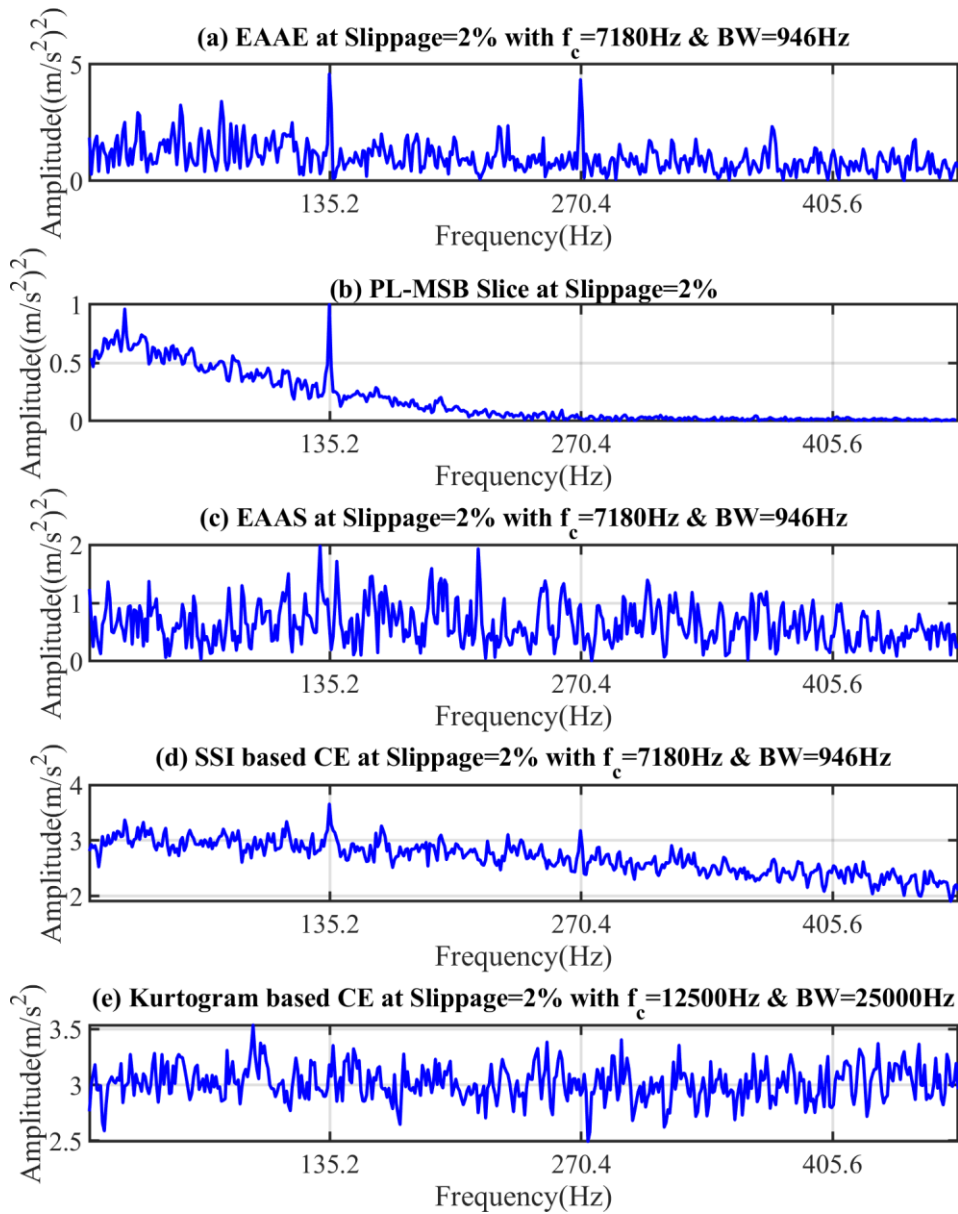 (a) EAAE at Slippage=2% with f_c=7180Hz & BW=946Hz
Amplitude((m/s²)²)
5
0
135.2 270.4 405.6
Frequency(Hz)
(b) PL-MSB Slice at Slippage=2%
Amplitude((m/s²)²)
1
0.5
0
135.2 270.4 405.6
Frequency(Hz)
(c) EAAS at Slippage=2% with f_c=7180Hz & BW=946Hz
Amplitude((m/s²)²)
2
1
0
135.2 270.4 405.6
Frequency(Hz)
(d) SSI based CE at Slippage=2% with f_c=7180Hz & BW=946Hz
Amplitude(m/s²)
4
3
2
135.2 270.4 405.6
Frequency(Hz)
(e) Kurtogram based CE at Slippage=2% with f_c=12500Hz & BW=25000Hz
Amplitude(m/s²)
3.5
3
2.5
135.2 270.4 405.6
Frequency(Hz)